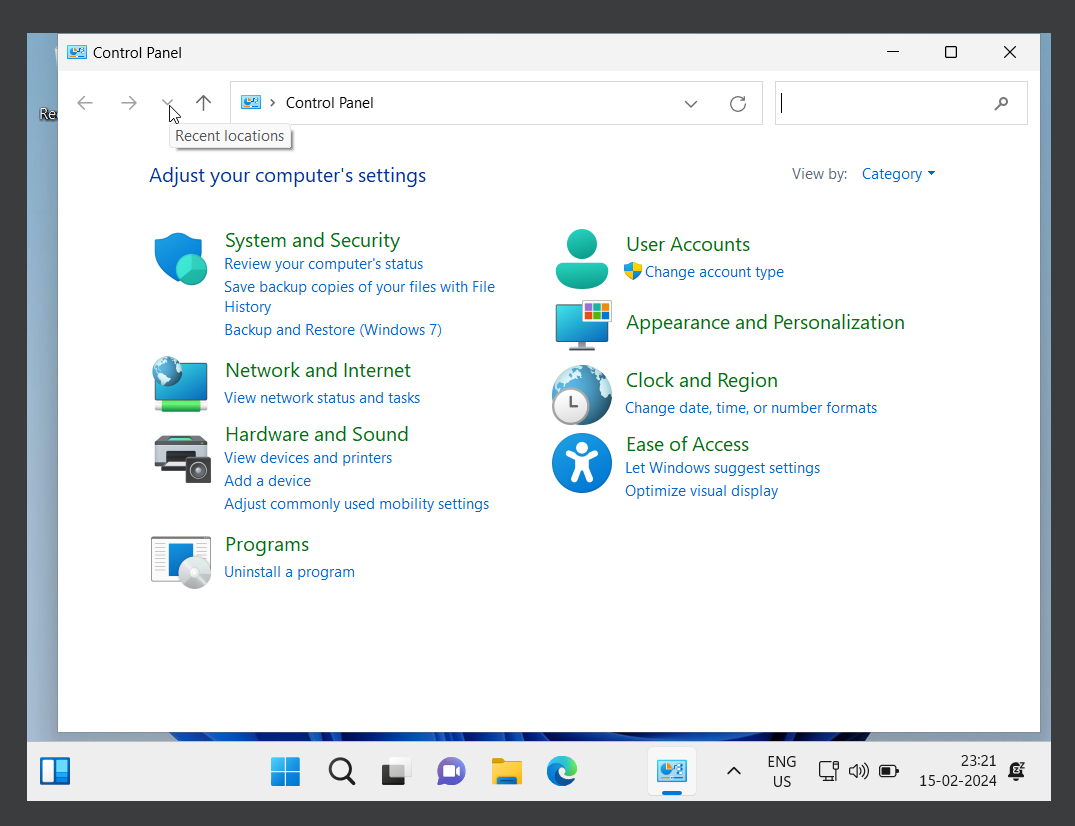 Control Panel
Rec
Control Panel
Recent locations
Adjust your computer's settings
View by: Category
System and Security
Review your computer's status
Save backup copies of your files with File
History
Backup and Restore (Windows 7)
Network and Internet
View network status and tasks
Hardware and Sound
View devices and printers
Add a device
Adjust commonly used mobility settings
Programs
Uninstall a program
User Accounts
Change account type
Appearance and Personalization
Clock and Region
Change date, time, or number formats
Ease of Access
Let Windows suggest settings
Optimize visual display
ENG
US
23:21
15-02-2024